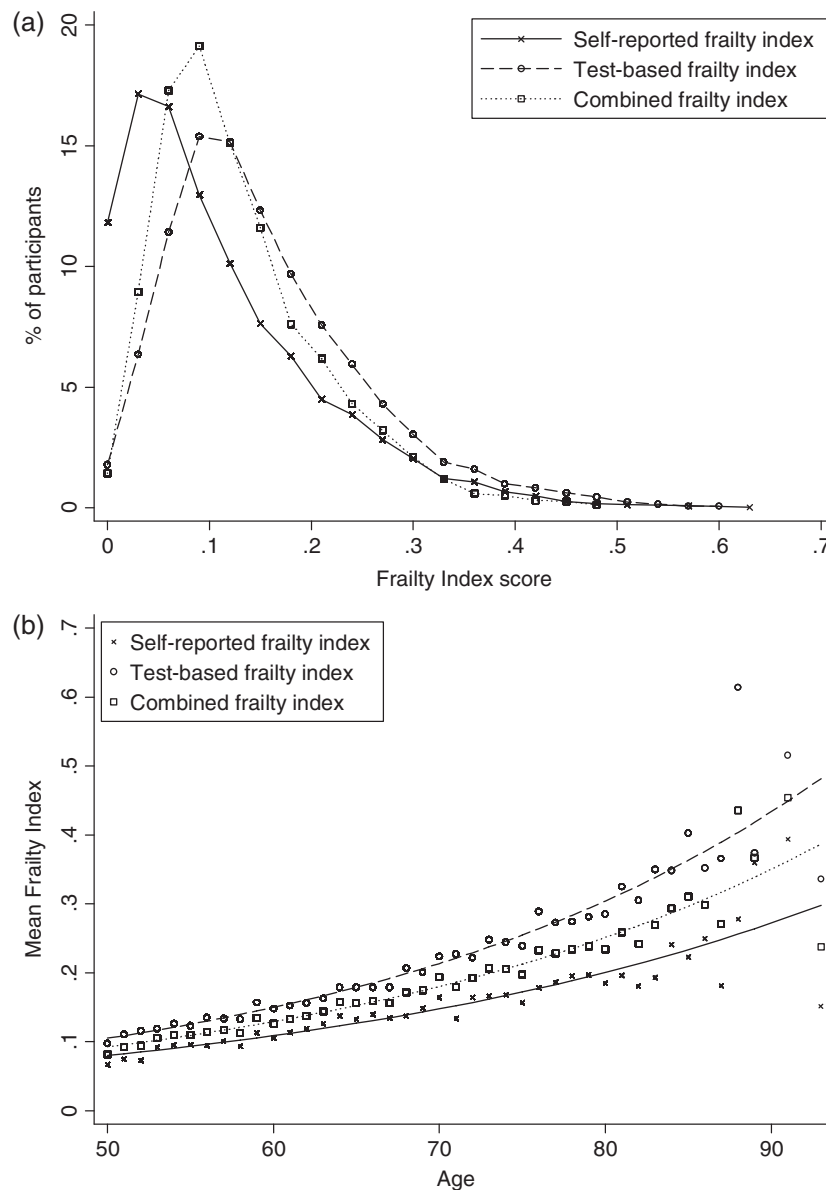 (a)
20
15
10
5
0
% of participants
Self-reported frailty index
Test-based frailty index
Combined frailty index
0 .1 .2 .3 .4 .5 .6 .7
Frailty Index score
(b)
.7
.6
.5
.4
.3
.2
.1
0
Mean Frailty Index
Self-reported frailty index
Test-based frailty index
Combined frailty index
50 60 70 80 90
Age